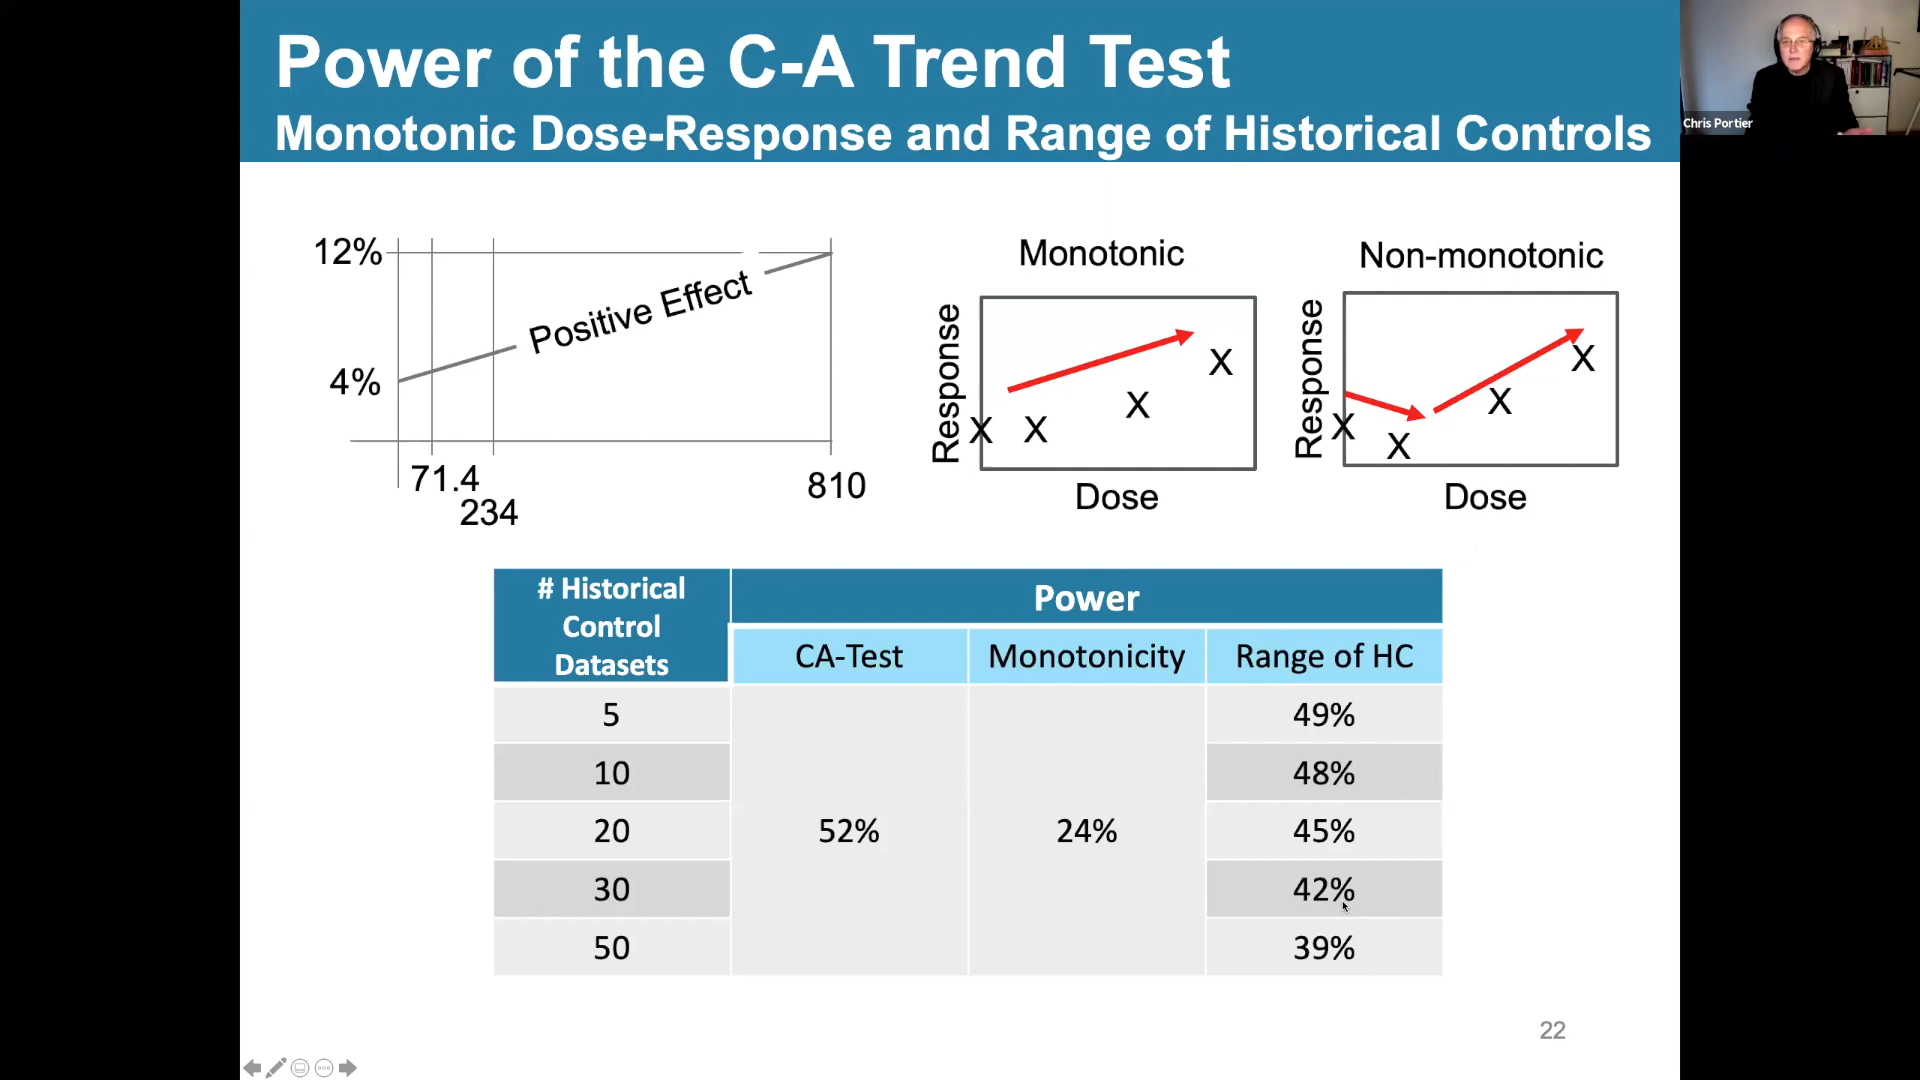 Power of the C-A Trend Test
Monotonic Dose-Response and Range of Historical Controls
Chris Portier
12%
4%
Positive Effect
71.4
234
810
Monotonic
Response
X X X X
Dose
Non-monotonic
Response
X X X X
Dose
# Historical
Control
Datasets
Power
CA-Test Monotonicity Range of HC
5 49%
10 48%
20 52% 24% 45%
30 42%
50 39%
22